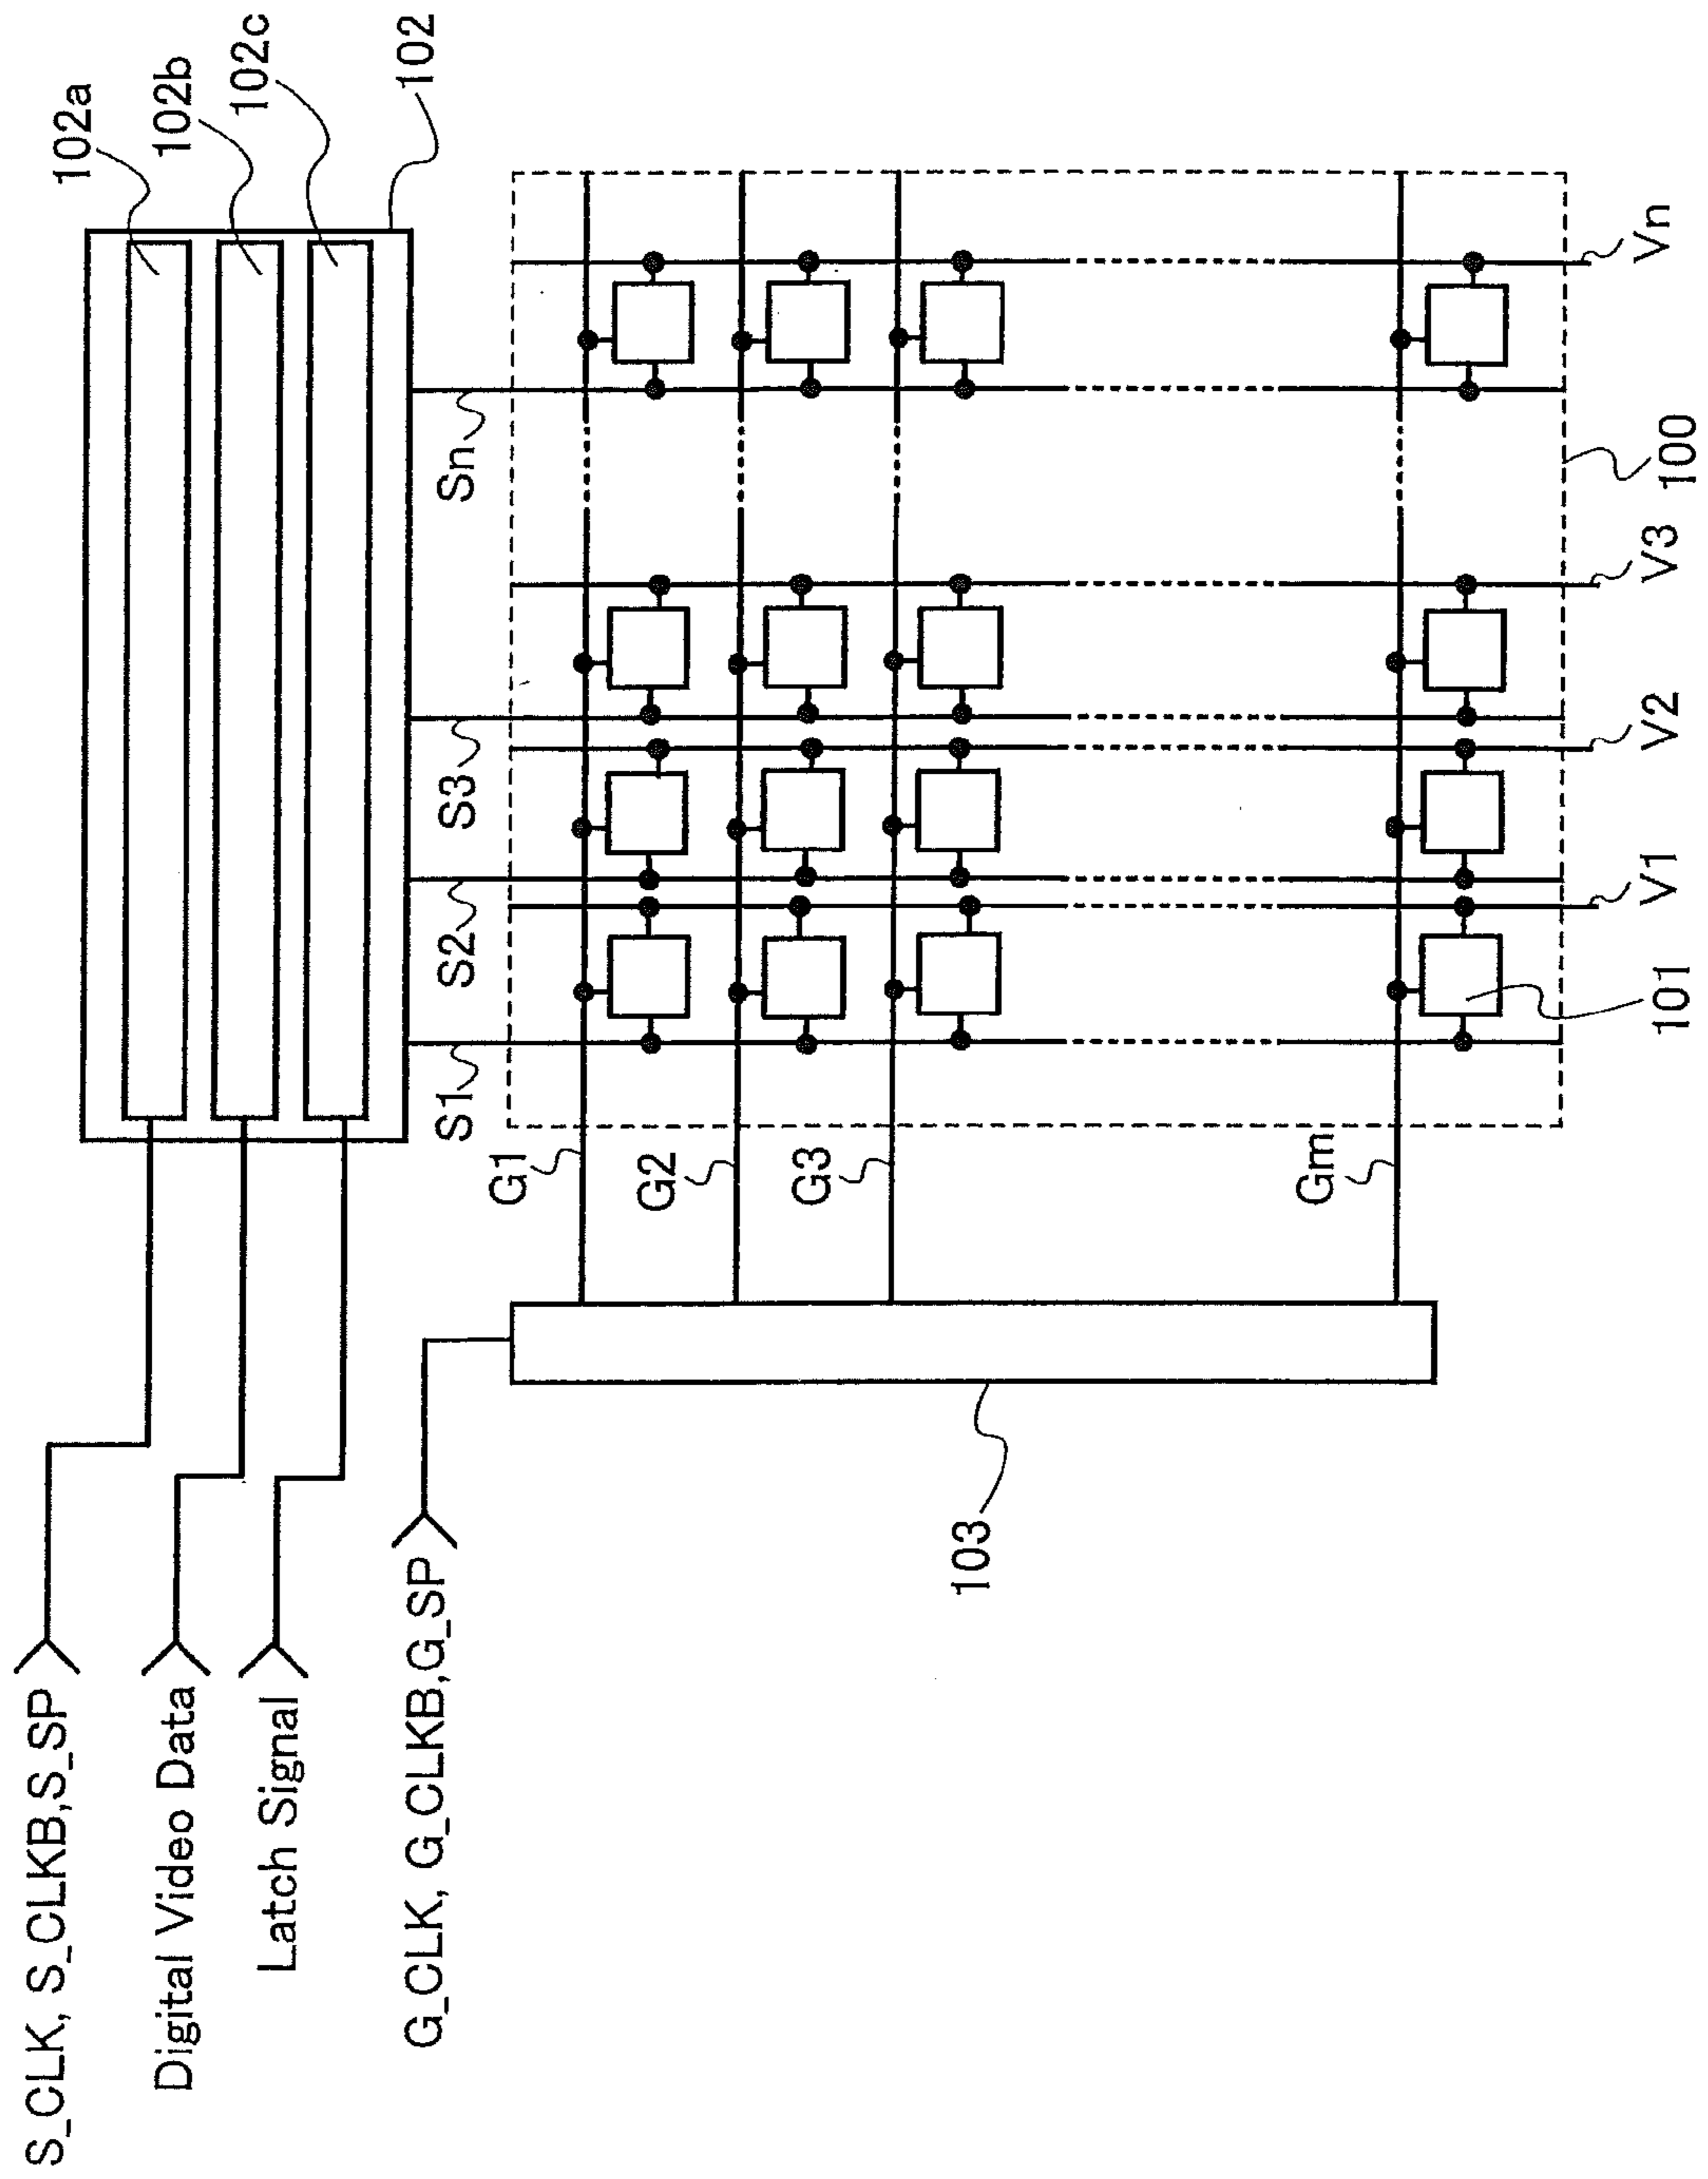 S_CLK, S_CLKB,S_SP
Digital Video Data
Latch Signal
G_CLK, G_CLKB,G_SP
102a
102b
102c
102
S1
S2
S3
Sn
G1
G2
G3
Gm
103
101
V1
V2
V3
100
Vn